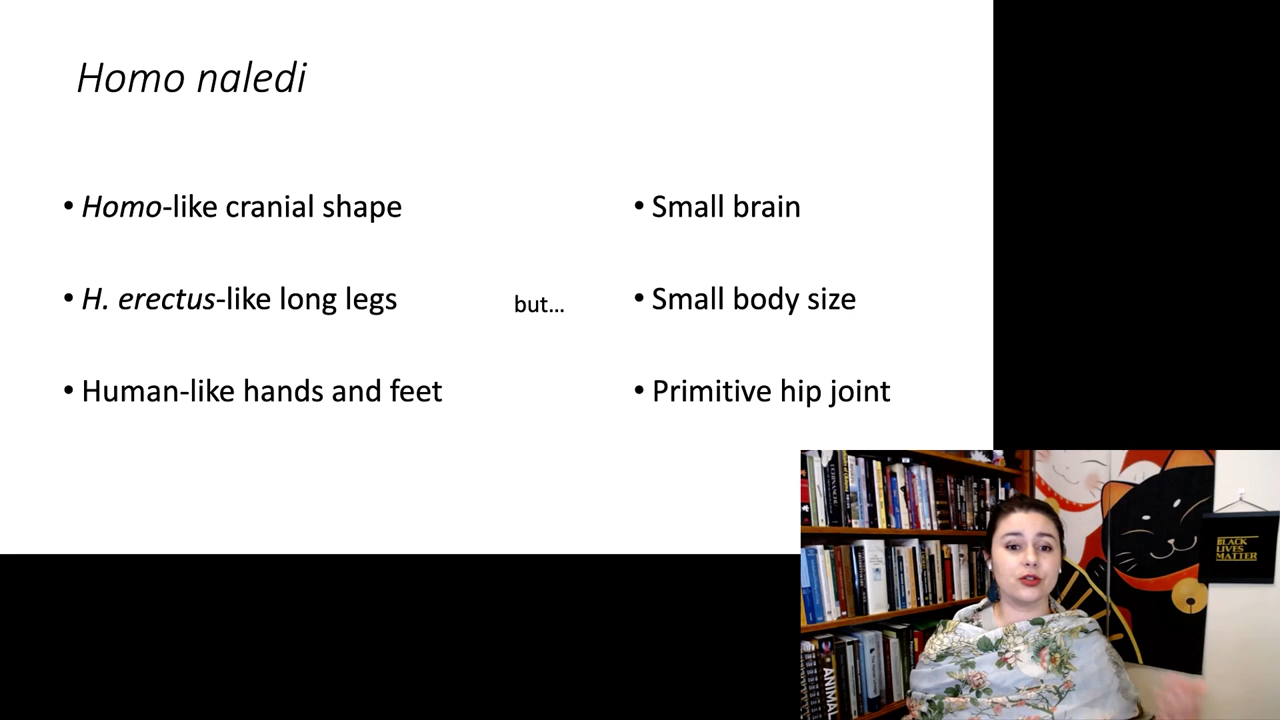 Homo naledi
• Homo-like cranial shape
• H. erectus-like long legs
• Human-like hands and feet
but...
• Small brain
• Small body size
• Primitive hip joint
BLACK
LIVES
MATTER
ANIMAL